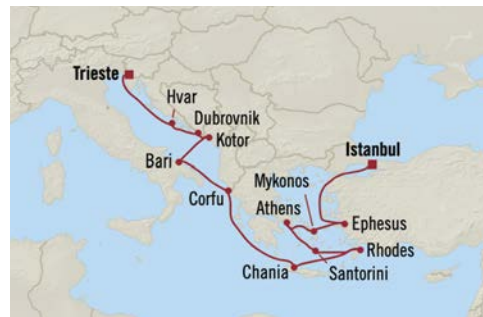 Trieste
Hvar
Dubrovnik
Kotor
Bari
Istanbul
Mykonos
Corfu
Athens
Ephesus
Rhodes
Chania
Santorini